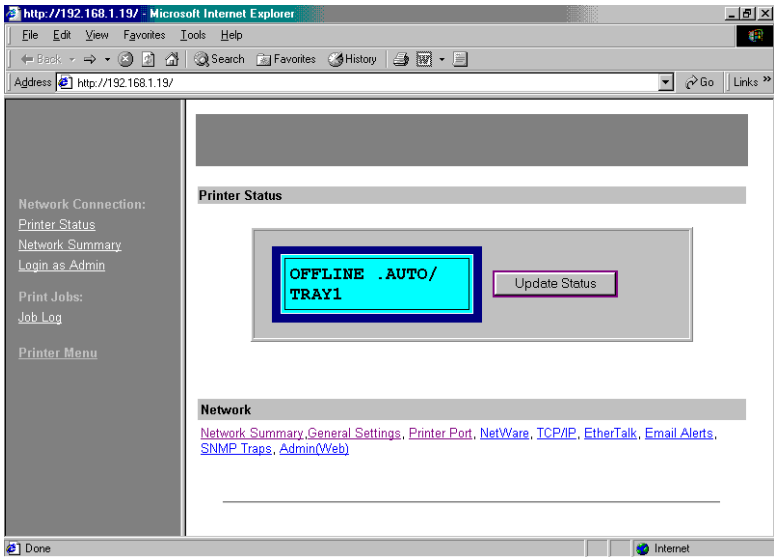 http://192.168.1.19/ - Microsoft Internet Explorer
File Edit View Favorites Tools Help
Back Search Favorites History
Address http://192.168.1.19/ Go Links »
Network Connection:
Printer Status
Network Summary
Login as Admin
Print Jobs:
Job Log
Printer Menu
Printer Status
OFFLINE .AUTO/
TRAY1
Update Status
Network
Network Summary,General Settings, Printer Port, NetWare, TCP/IP, EtherTalk, Email Alerts,
SNMP Traps, Admin(Web)
Done Internet